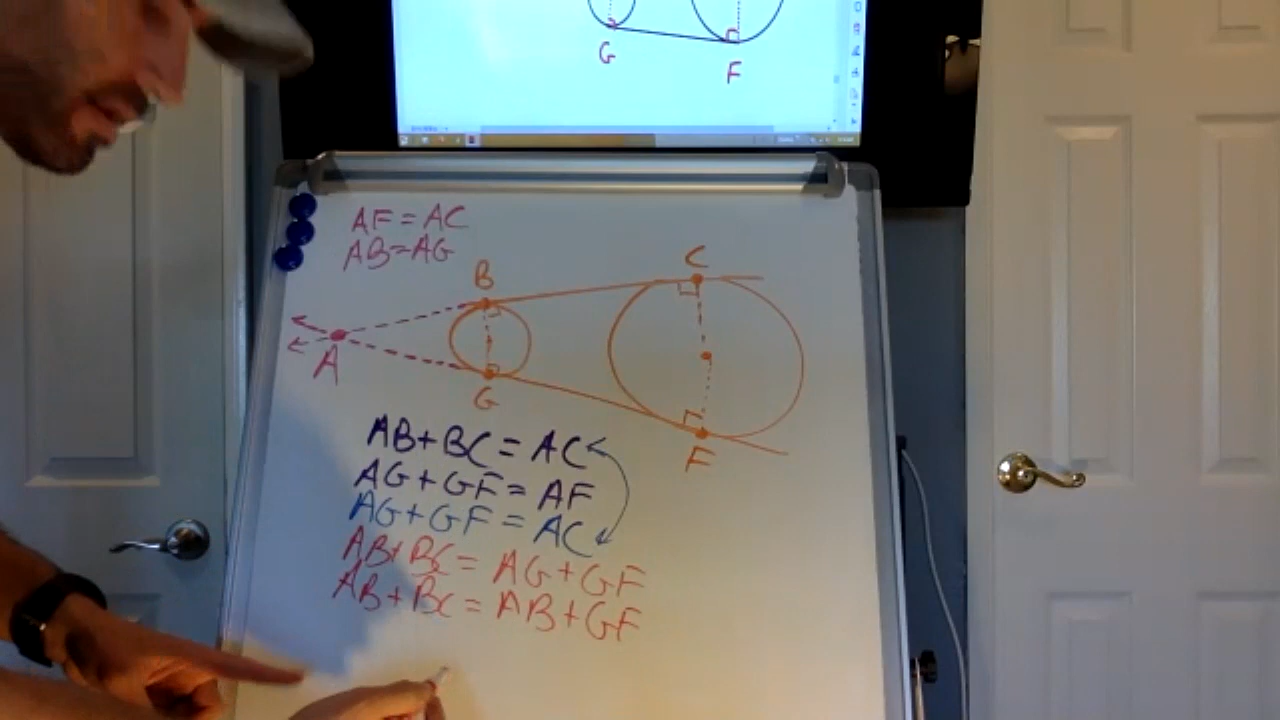 G
F
AF = AC
AB = AG
B
C
A
G
F
AB + BC = AC
AG + GF = AF
AG + GF = AC
AB + BC = AG + GF
AB + BC = AB + GF